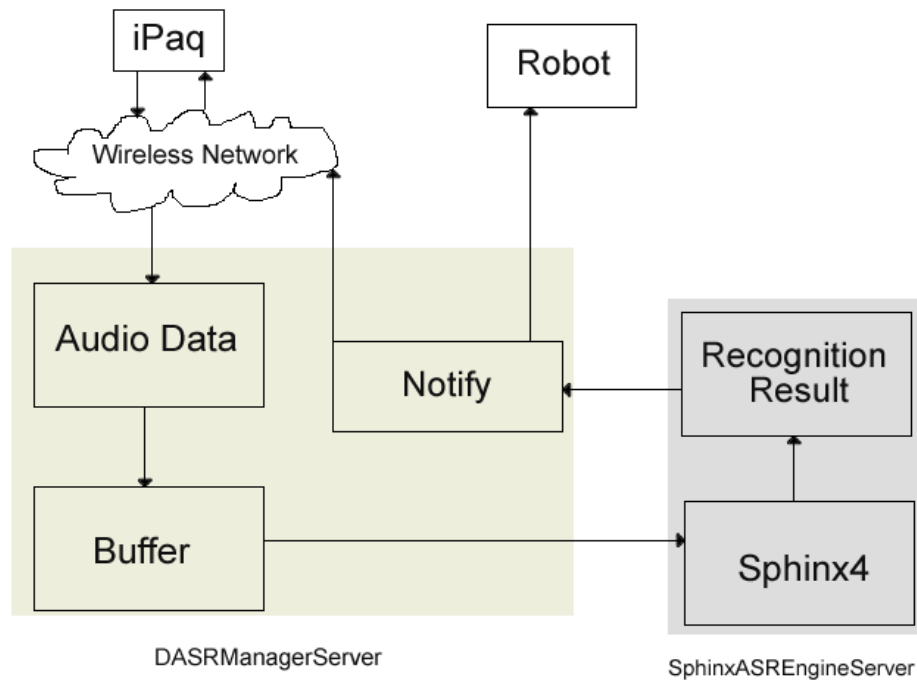 iPaq
Robot
Wireless Network
Audio Data
Notify
Recognition
Result
Buffer
Sphinx4
DASRManagerServer
SphinxASREngineServer